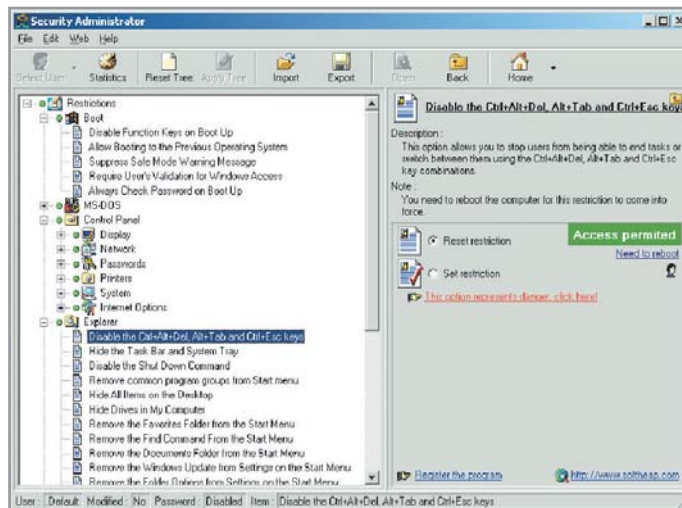 Security Administrator
File Edit Web Help
Select User Statistics Reset Tree Apply Tree Import Export Open Back Home
Restrictions
Boot
Disable Function Keys on Boot Up
Allow Booting to the Previous Operating System
Suppress Safe Mode Warning Message
Require User's Validation for Windows Access
Always Check Password on Boot Up
MS-DOS
Control Panel
Display
Network
Passwords
Printers
System
Internet Options
Explorer
Disable the Ctrl+Alt+Del, Alt+Tab and Ctrl+Esc keys
Hide the Task Bar and System Tray
Disable the Shut Down Command
Remove common program groups from Start menu
Hide All Items on the Desktop
Hide Drives in My Computer
Remove the Favorites Folder from the Start Menu
Remove the Find Command From the Start Menu
Remove the Documents Folder from the Start Menu
Remove the Windows Update from Settings on the Start Menu
Remove the Folder Options from Settings on the Start Menu
Disable the Ctrl+Alt+Del, Alt+Tab and Ctrl+Esc keys
Description :
This option allows you to stop users from being able to end tasks or
switch between them using the Ctrl+Alt+Del, Alt+Tab and Ctrl+Esc
key combinations.
Note :
You need to reboot the computer for this restriction to come into
force.
Reset restriction
Access permited
Need to reboot
Set restriction
This option represents danger, click here!
Register the program
http://www.softheap.com
User : Default Modified : No Password : Disabled Item : Disable the Ctrl+Alt+Del, Alt+Tab and Ctrl+Esc keys